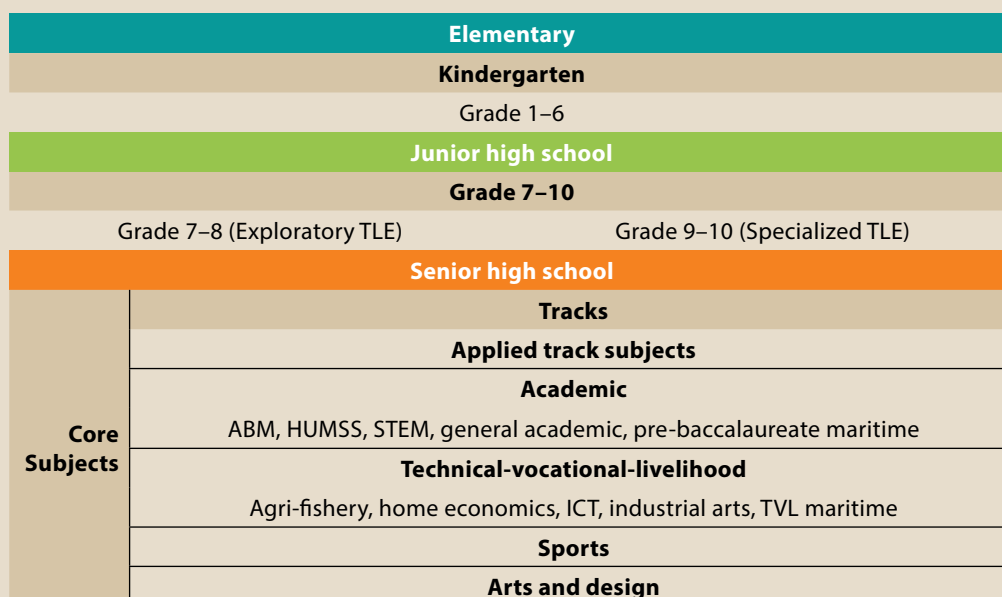 Elementary
Kindergarten
Grade 1–6
Junior high school
Grade 7–10
Grade 7–8 (Exploratory TLE)
Grade 9–10 (Specialized TLE)
Senior high school
Core
Subjects
Tracks
Applied track subjects
Academic
ABM, HUMSS, STEM, general academic, pre-baccalaureate maritime
Technical-vocational-livelihood
Agri-fishery, home economics, ICT, industrial arts, TVL maritime
Sports
Arts and design